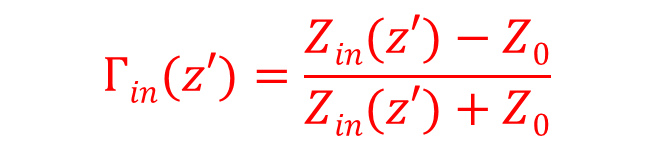 Γ_in(z′) = (Z_in(z′) − Z_0) / (Z_in(z′) + Z_0)